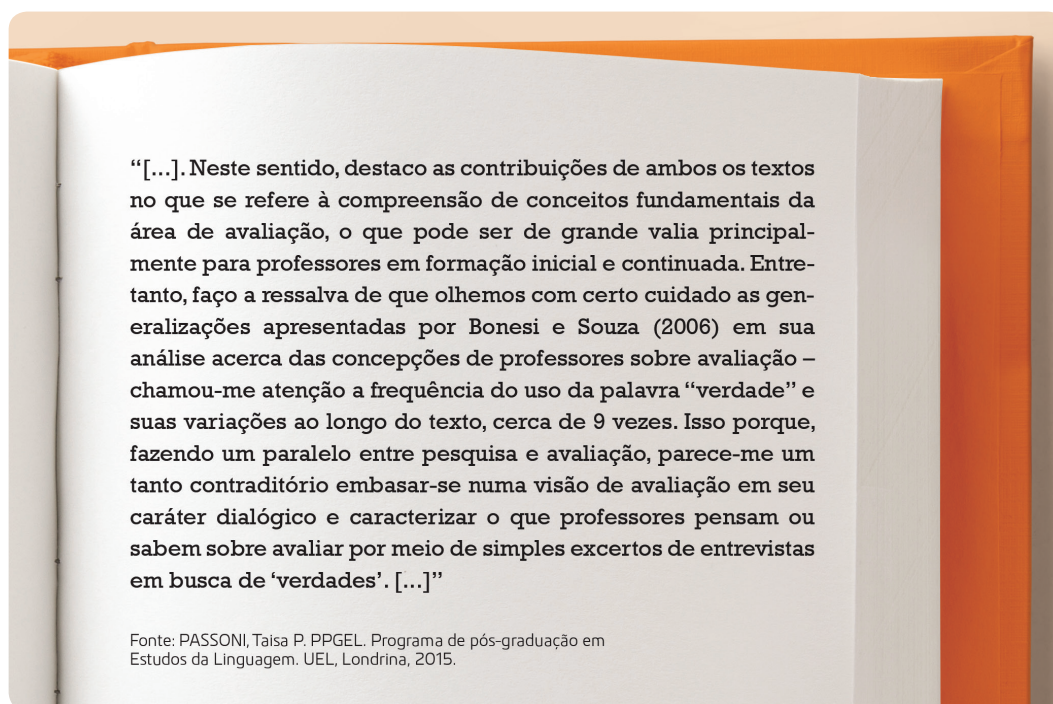 “[...]. Neste sentido, destaco as contribuições de ambos os textos
no que se refere à compreensão de conceitos fundamentais da
área de avaliação, o que pode ser de grande valia principal-
mente para professores em formação inicial e continuada. Entre-
tanto, faço a ressalva de que olhemos com certo cuidado as gen-
eralizações apresentadas por Bonesi e Souza (2006) em sua
análise acerca das concepções de professores sobre avaliação –
chamou-me atenção a frequência do uso da palavra “verdade” e
suas variações ao longo do texto, cerca de 9 vezes. Isso porque,
fazendo um paralelo entre pesquisa e avaliação, parece-me um
tanto contraditório embasar-se numa visão de avaliação em seu
caráter dialógico e caracterizar o que professores pensam ou
sabem sobre avaliar por meio de simples excertos de entrevistas
em busca de ‘verdades’. [...]”
Fonte: PASSONI, Taisa P. PPGEL. Programa de pós-graduação em
Estudos da Linguagem. UEL, Londrina, 2015.